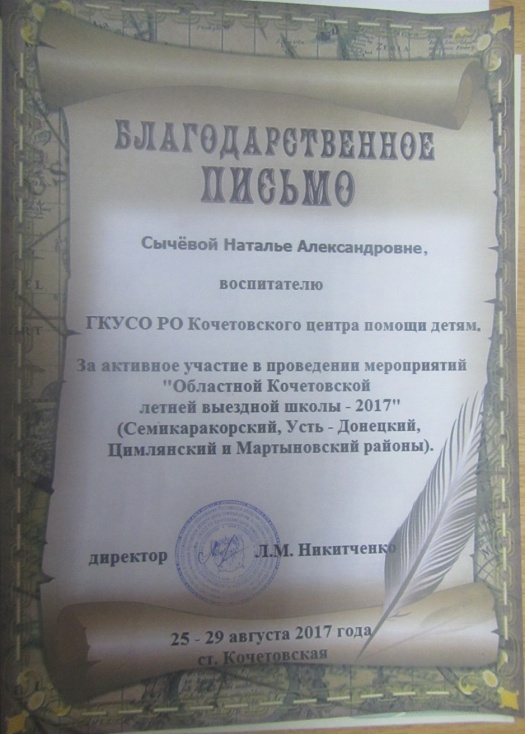 БЛАГОДАРСТВЕННОЕ
ПИСЬМО
Сычёвой Наталье Александровне,
воспитателю
ГКУСО РО Кочетовского центра помощи детям.
За активное участие в проведении мероприятий
"Областной Кочетовской
летней выездной школы - 2017"
(Семикаракорский, Усть - Донецкий,
Цимлянский и Мартыновский районы).
директор Л.М. Никитченко
25 - 29 августа 2017 года
ст. Кочетовская